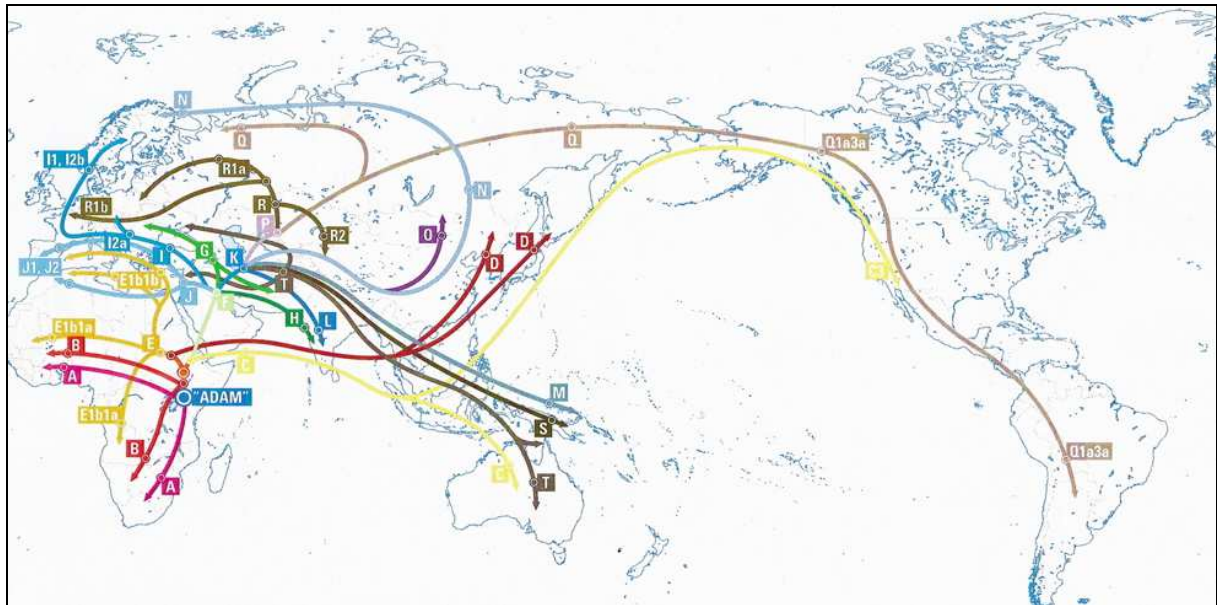 N
Q
Q
Q1a3a
I1, I2b
R1a
N
R1b
R
P
R2
O
I2a
G
D
D
I
K
J1, J2
E1b1b
J
T
F
H
L
E1b1a
E
B
C
A
"ADAM"
M
E1b1a
S
B
Q1a3a
C
A
T